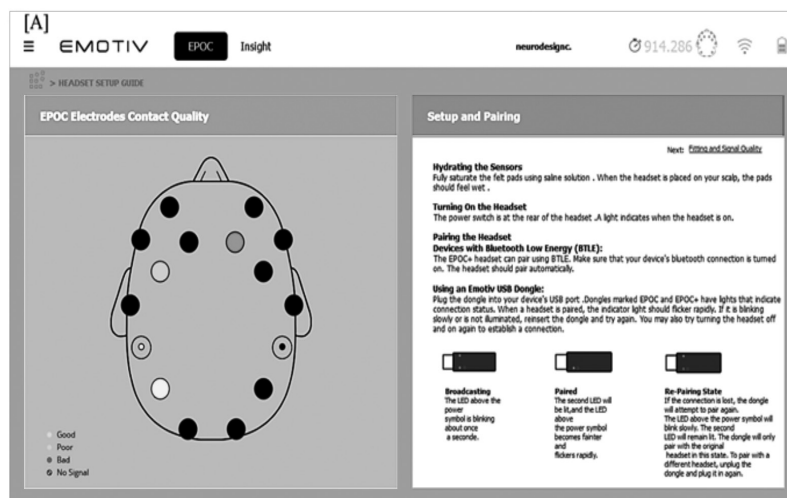 [A]
EMOTIV EPOC Insight neurodesignc. 914.286
> HEADSET SETUP GUIDE
EPOC Electrodes Contact Quality
Good
Poor
Bad
No Signal
Setup and Pairing
Next: Fitting and Signal Quality
Hydrating the Sensors
Fully saturate the felt pads using saline solution . When the headset is placed on your scalp, the pads
should feel wet .
Turning On the Headset
The power switch is at the rear of the headset .A light indicates when the headset is on.
Pairing the Headset
Devices with Bluetooth Low Energy (BTLE):
The EPOC+ headset can pair using BTLE. Make sure that your device's bluetooth connection is turned
on. The headset should pair automatically.
Using an Emotiv USB Dongle:
Plug the dongle into your device's USB port .Dongles marked EPOC and EPOC+ have lights that indicate
connection status. When a headset is paired, the indicator light should flicker rapidly. If it is blinking
slowly or is not illuminated, reinsert the dongle and try again. You may also try turning the headset off
and on again to establish a connection.
Broadcasting
The LED above the
power
symbol is blinking
about once
a seconde.
Paired
The second LED will
be lit,and the LED
above
the power symbol
becomes fainter
and
flickers rapidly.
Re-Pairing State
If the connection is lost, the dongle
will attempt to pair again.
The LED above the power symbol will
blink slowly. The second
LED will remain lit. The dongle will only
pair with the original
headset in this state. To pair with a
different headset, unplug the
dongle and plug it in again.